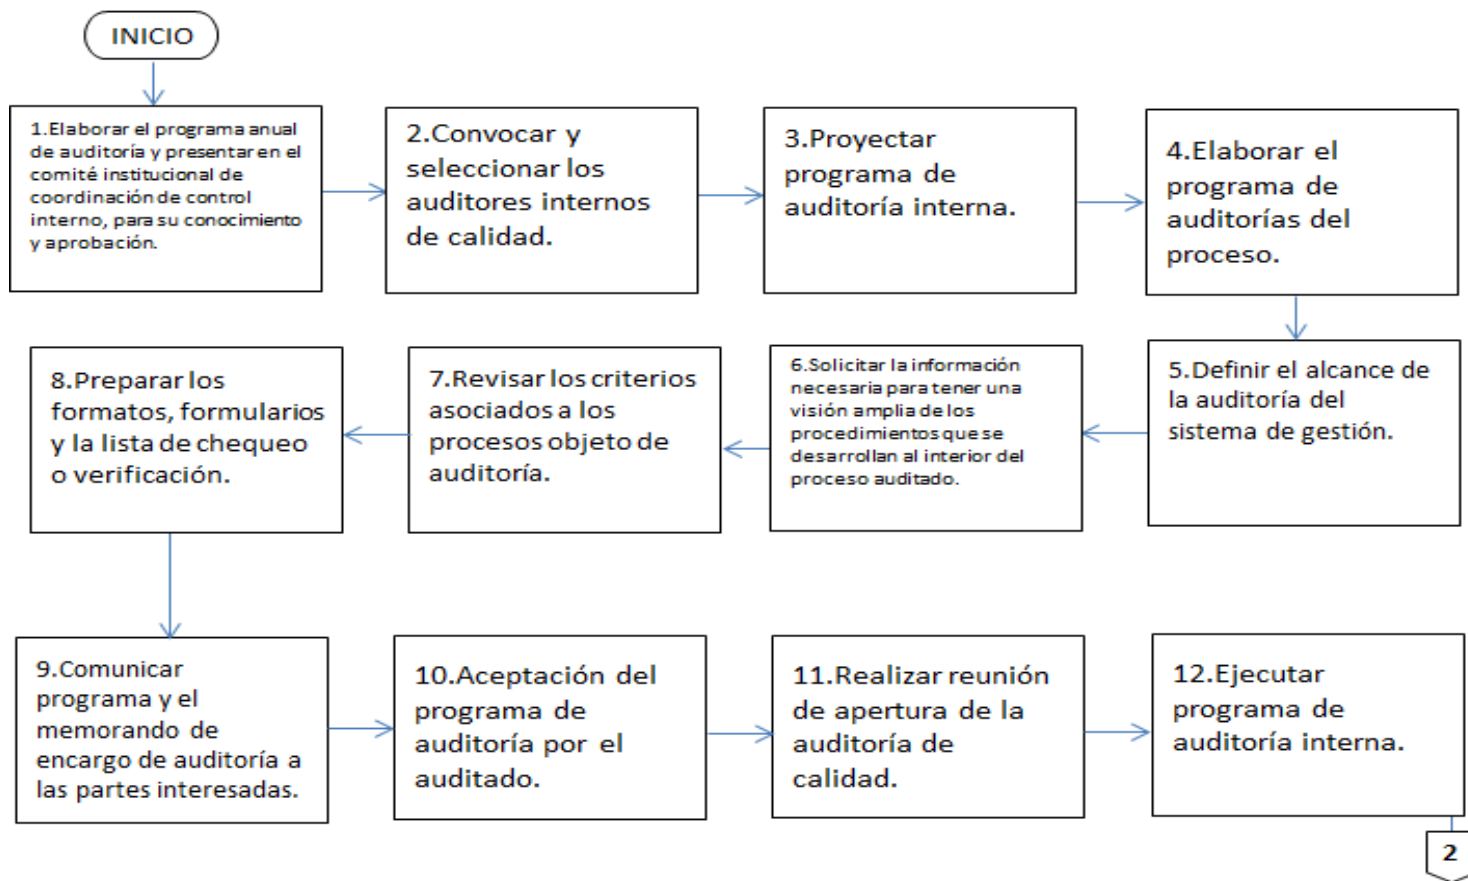 INICIO
1.Elaborar el programa anual
de auditoría y presentar en el
comité institucional de
coordinación de control
interno, para su conocimiento
y aprobación.
2.Convocar y
seleccionar los
auditores internos
de calidad.
3.Proyectar
programa de
auditoría interna.
4.Elaborar el
programa de
auditorías del
proceso.
5.Definir el alcance de
la auditoría del
sistema de gestión.
6.Solicitar la información
necesaria para tener una
visión amplia de los
procedimientos que se
desarrollan al interior del
proceso auditado.
7.Revisar los criterios
asociados a los
procesos objeto de
auditoría.
8.Preparar los
formatos, formularios
y la lista de chequeo
o verificación.
9.Comunicar
programa y el
memorando de
encargo de auditoría a
las partes interesadas.
10.Aceptación del
programa de
auditoría por el
auditado.
11.Realizar reunión
de apertura de la
auditoría de
calidad.
12.Ejecutar
programa de
auditoría interna.
2